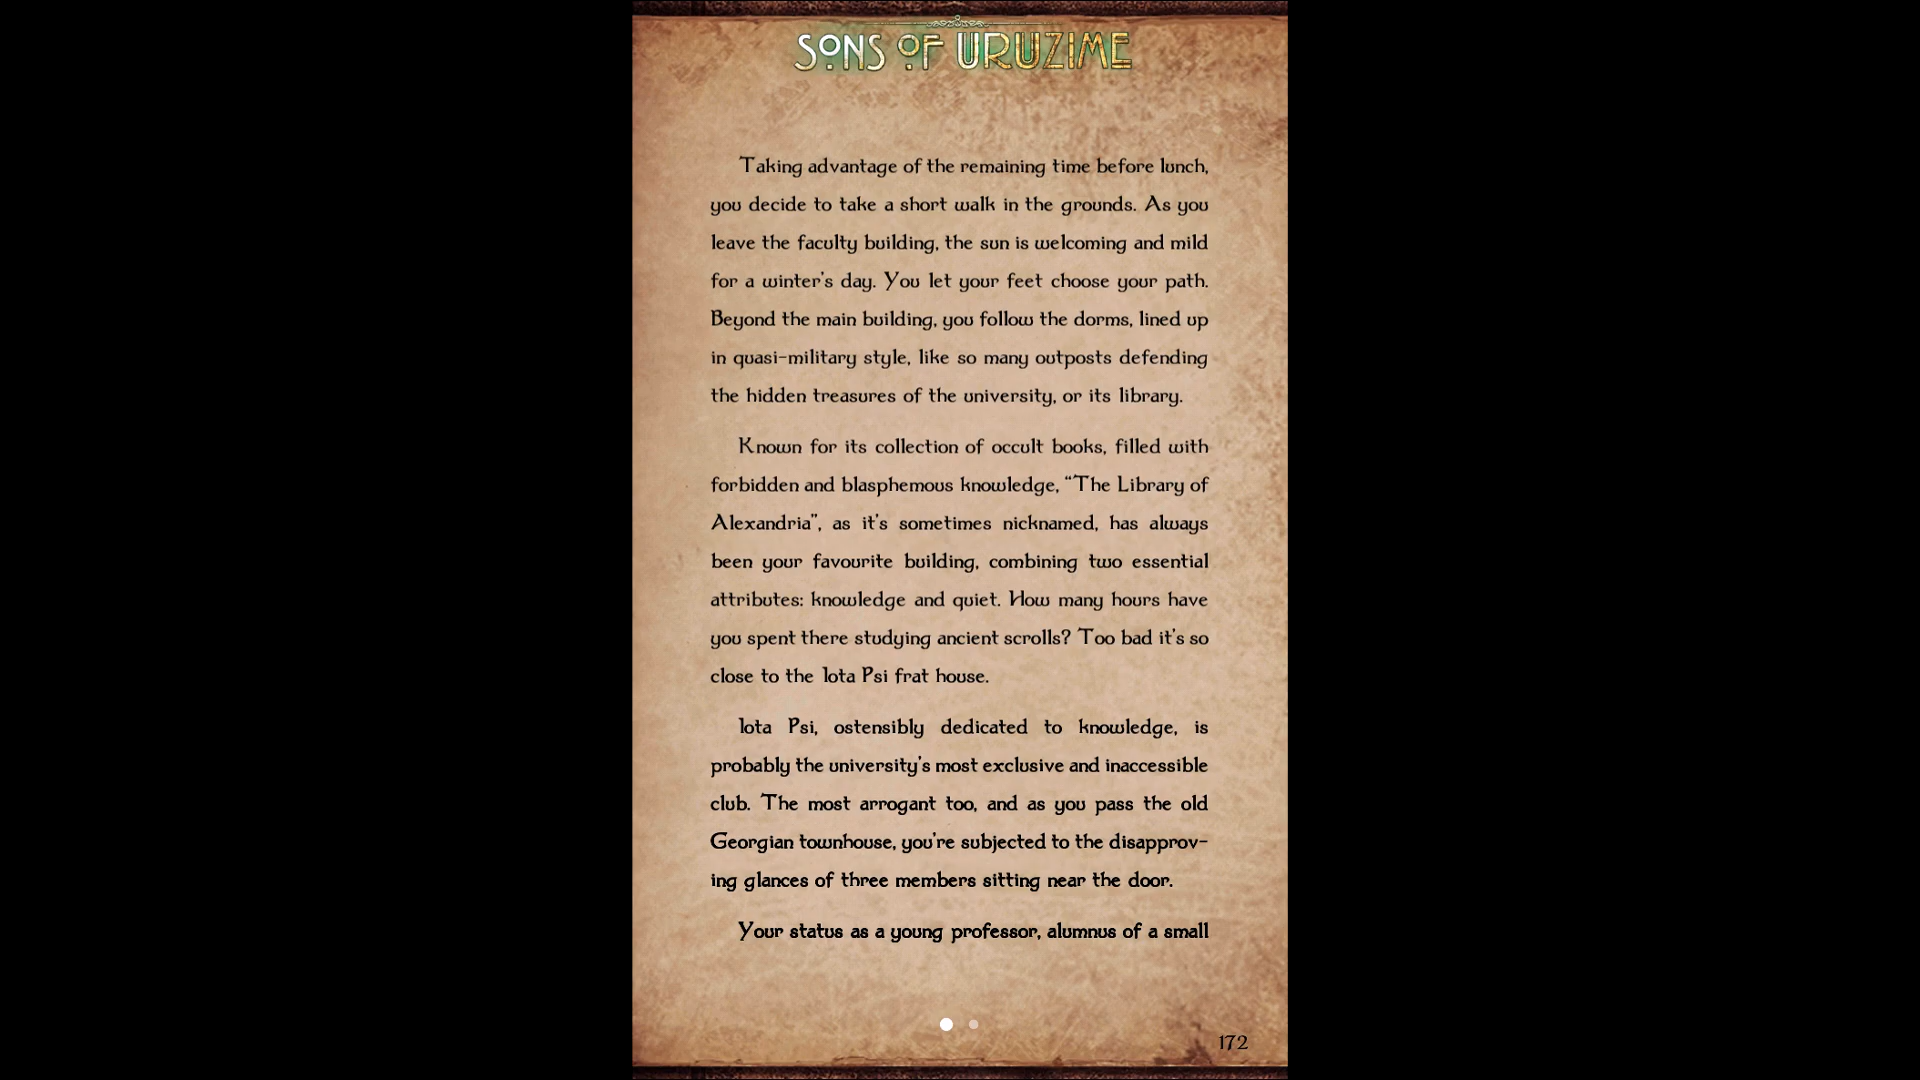 SONS OF URUZIME
Taking advantage of the remaining time before lunch,
you decide to take a short walk in the grounds. As you
leave the faculty building, the sun is welcoming and mild
for a winter's day. You let your feet choose your path.
Beyond the main building, you follow the dorms, lined up
in quasi-military style, like so many outposts defending
the hidden treasures of the university, or its library.
Known for its collection of occult books, filled with
forbidden and blasphemous knowledge, “The Library of
Alexandria”, as it's sometimes nicknamed, has always
been your favourite building, combining two essential
attributes: knowledge and quiet. How many hours have
you spent there studying ancient scrolls? Too bad it's so
close to the Iota Psi frat house.
Iota Psi, ostensibly dedicated to knowledge, is
probably the university's most exclusive and inaccessible
club. The most arrogant too, and as you pass the old
Georgian townhouse, you're subjected to the disapprov-
ing glances of three members sitting near the door.
Your status as a young professor, alumnus of a small
172